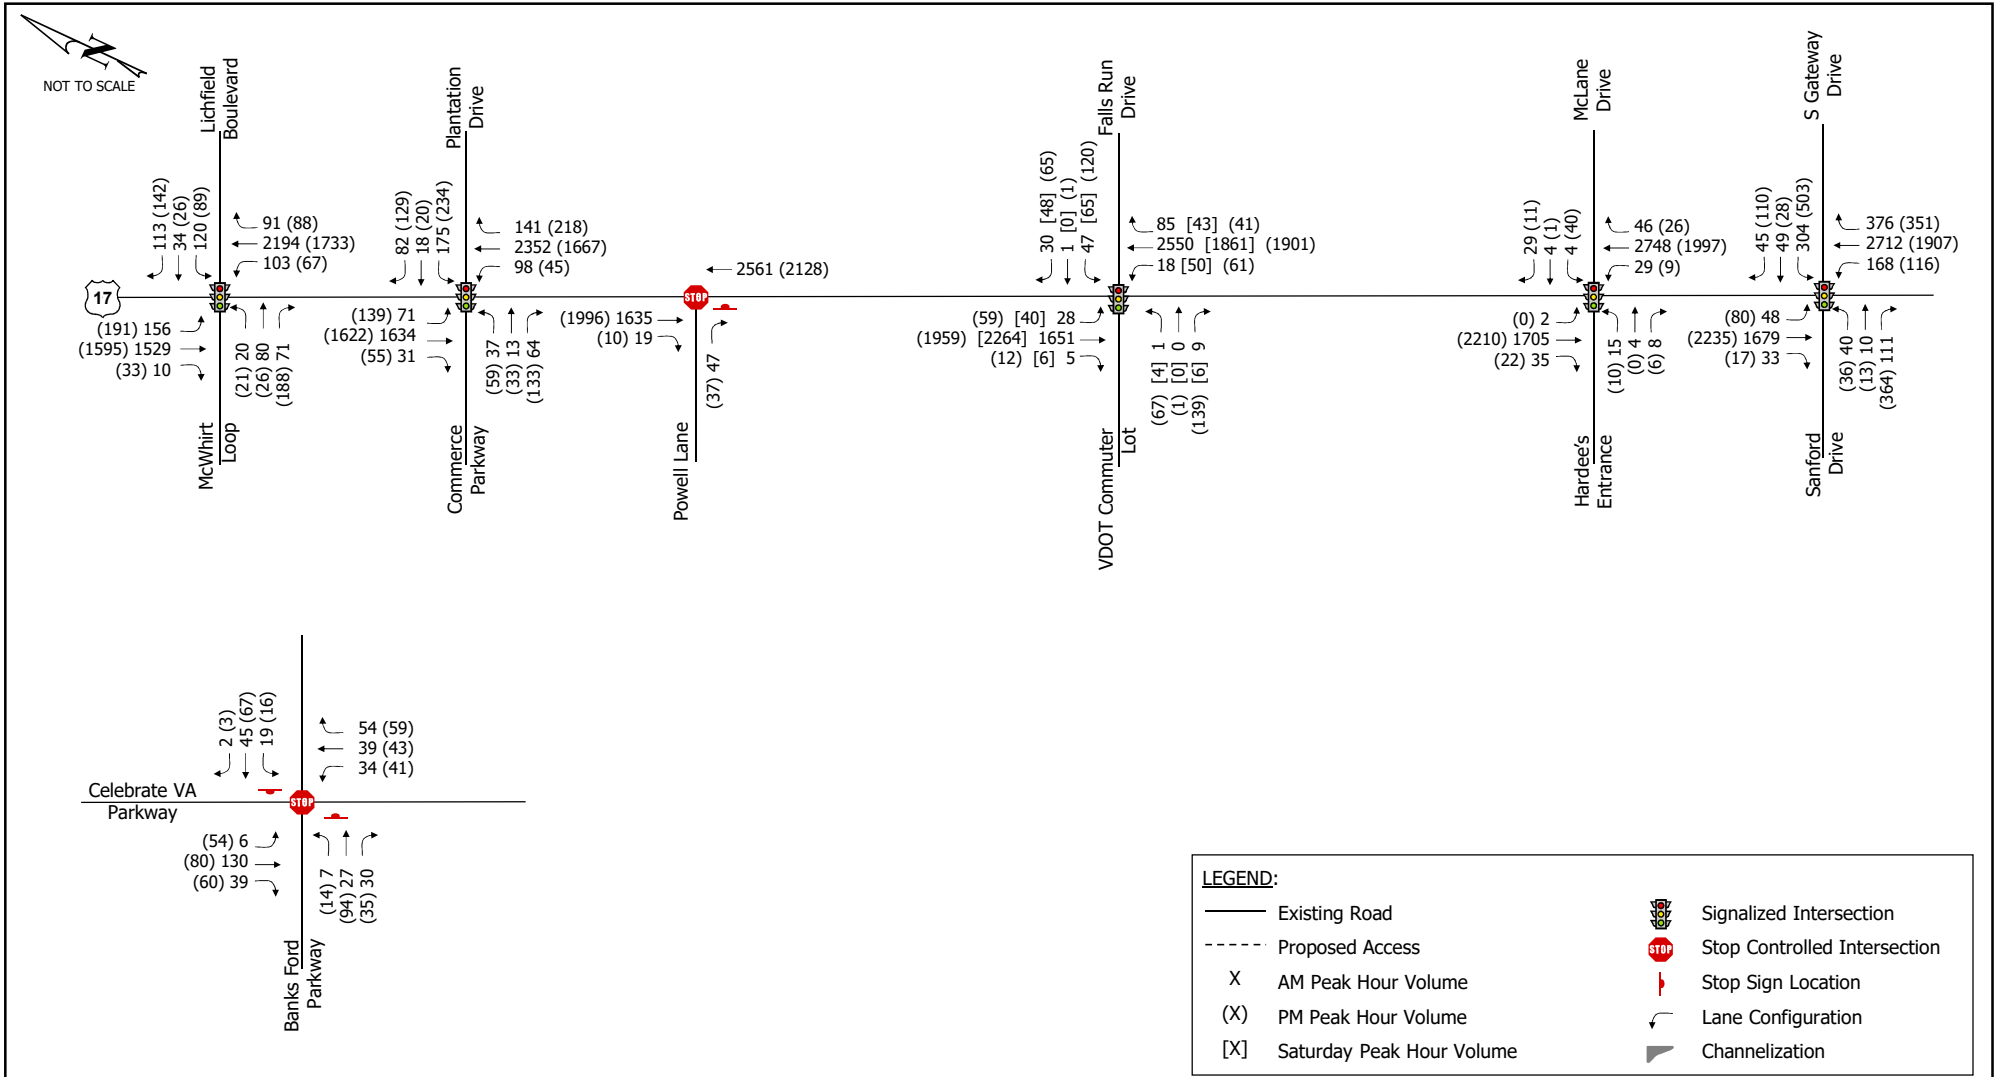 NOT TO SCALE
Lichfield
Boulevard
113 (142)
34 (26)
120 (89)
91 (88)
2194 (1733)
103 (67)
17
(191) 156
(1595) 1529
(33) 10
(21) 20
(26) 80
(188) 71
McWhirt
Loop
Plantation
Drive
82 (129)
18 (20)
175 (234)
141 (218)
2352 (1667)
98 (45)
(139) 71
(1622) 1634
(55) 31
(59) 37
(33) 13
(133) 64
Commerce
Parkway
2561 (2128)
STOP
(1996) 1635
(10) 19
(37) 47
Powell Lane
Falls Run
Drive
30 [48] (65)
1 [0] (1)
47 [65] (120)
85 [43] (41)
2550 [1861] (1901)
18 [50] (61)
(59) [40] 28
(1959) [2264] 1651
(12) [6] 5
(67) [4] 1
(1) [0] 0
(139) [6] 9
VDOT Commuter
Lot
McLane
Drive
29 (11)
4 (1)
4 (40)
46 (26)
2748 (1997)
29 (9)
(0) 2
(2210) 1705
(22) 35
(10) 15
(0) 4
(6) 8
Hardee's
Entrance
S Gateway
Drive
45 (110)
49 (28)
304 (503)
376 (351)
2712 (1907)
168 (116)
(80) 48
(2235) 1679
(17) 33
(36) 40
(13) 10
(364) 111
Sanford
Drive
2 (3)
45 (67)
19 (16)
54 (59)
39 (43)
34 (41)
Celebrate VA
Parkway
STOP
(54) 6
(80) 130
(60) 39
(14) 7
(94) 27
(35) 30
Banks Ford
Parkway
LEGEND:
Existing Road
Proposed Access
X AM Peak Hour Volume
(X) PM Peak Hour Volume
[X] Saturday Peak Hour Volume
Signalized Intersection
STOP Stop Controlled Intersection
Stop Sign Location
Lane Configuration
Channelization